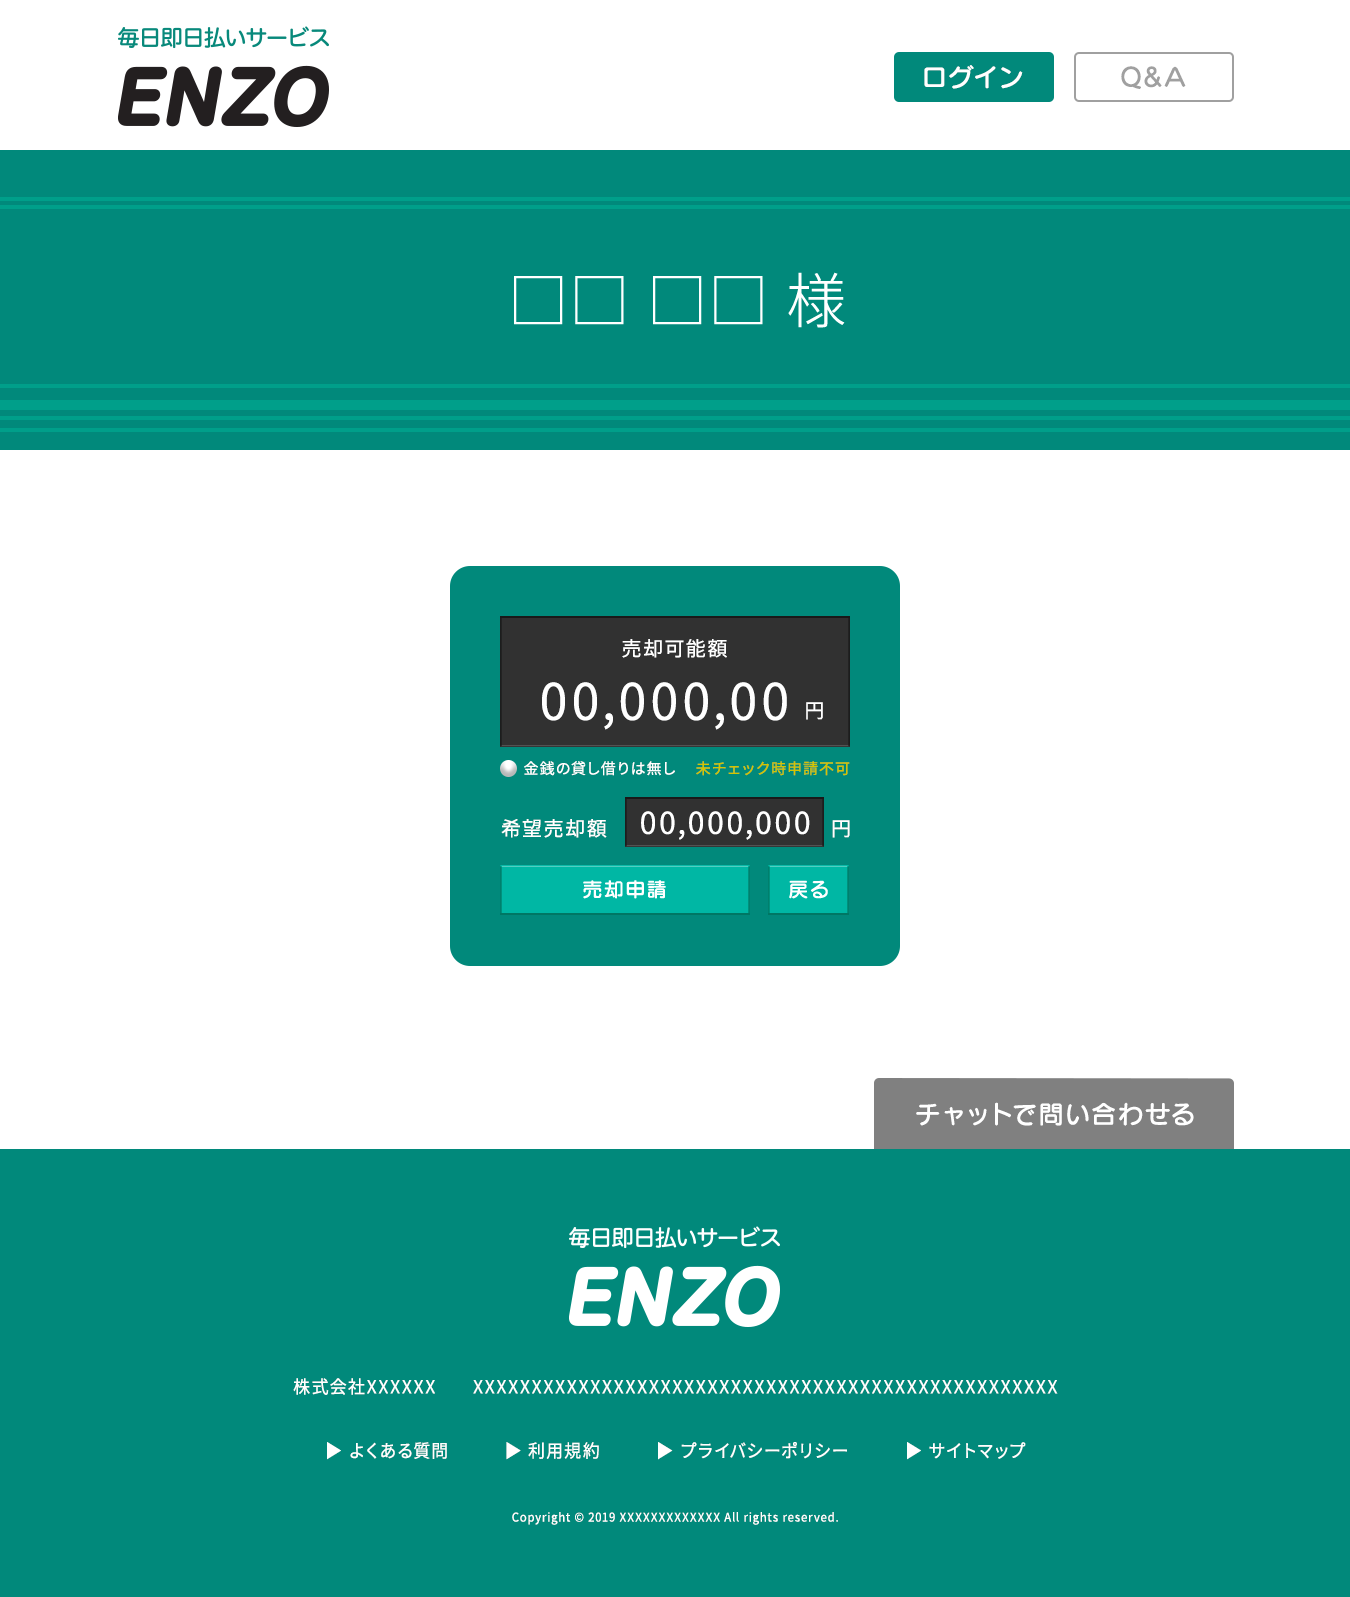 毎日即日払いサービス
ENZO
ログイン
Q&A
□□ □□ 様
売却可能額
00,000,00 円
金銭の貸し借りは無し 未チェック時申請不可
希望売却額 00,000,000 円
売却申請 戻る
チャットで問い合わせる
毎日即日払いサービス
ENZO
株式会社XXXXXX XXXXXXXXXXXXXXXXXXXXXXXXXXXXXXXXXXXXXXXXXXXXXXXXXX
▶ よくある質問 ▶ 利用規約 ▶ プライバシーポリシー ▶ サイトマップ
Copyright © 2019 XXXXXXXXXXXXX All rights reserved.